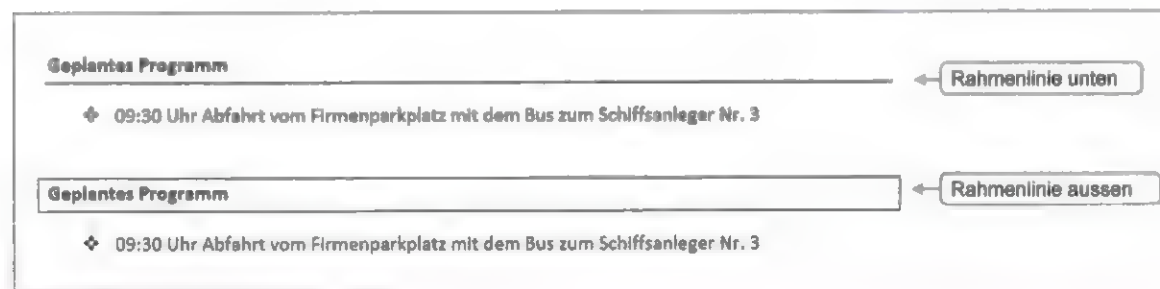 Geplantes Programm
Rahmenlinie unten
❖ 09:30 Uhr Abfahrt vom Firmenparkplatz mit dem Bus zum Schiffsanleger Nr. 3
Geplantes Programm
Rahmenlinie aussen
❖ 09:30 Uhr Abfahrt vom Firmenparkplatz mit dem Bus zum Schiffsanleger Nr. 3